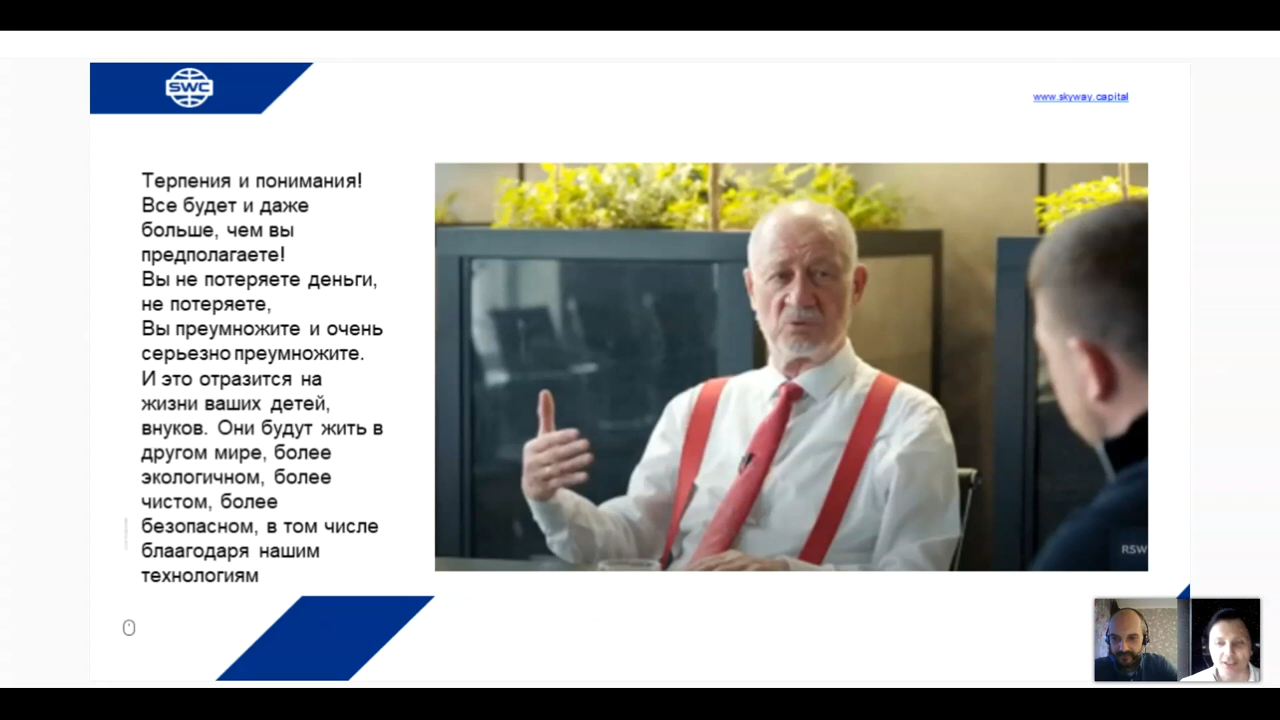 SWC
www.skyway.capital
Терпения и понимания!
Все будет и даже
больше, чем вы
предполагаете!
Вы не потеряете деньги,
не потеряете,
Вы преумножите и очень
серьезно преумножите.
И это отразится на
жизни ваших детей,
внуков. Они будут жить в
другом мире, более
экологичном, более
чистом, более
безопасном, в том числе
блаагодаря нашим
технологиям
RSW